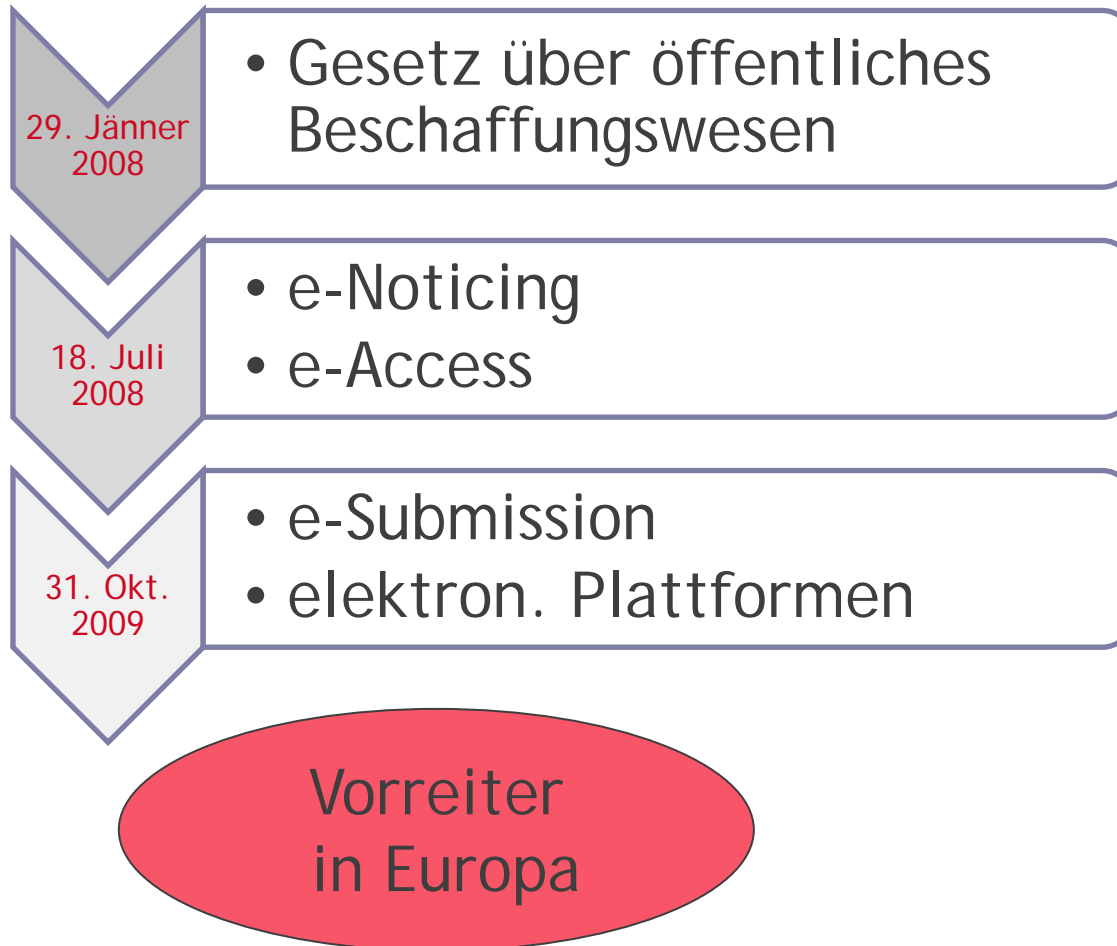 29. Jänner
2008
• Gesetz über öffentliches
Beschaffungswesen
18. Juli
2008
• e-Noticing
• e-Access
31. Okt.
2009
• e-Submission
• elektron. Plattformen
Vorreiter
in Europa